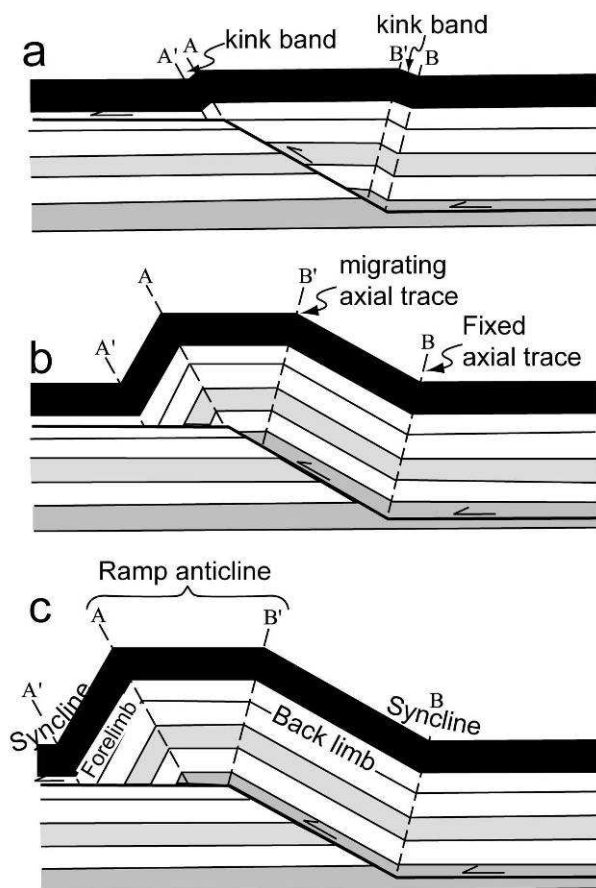 a
A' A
kink band
kink band
B' B
b
A
B'
migrating
axial trace
A'
B
Fixed
axial trace
c
Ramp anticline
A
B'
A'
Syncline
Forelimb
Back limb
Syncline
B